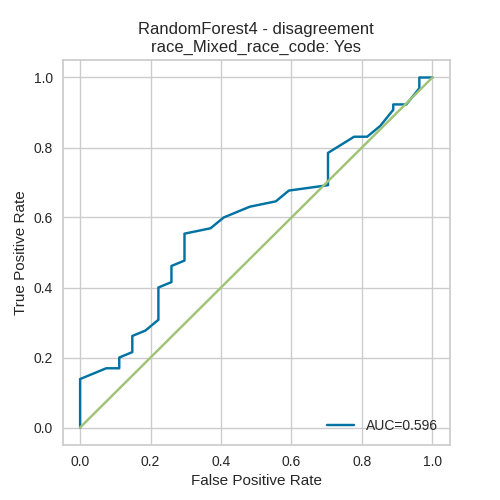 RandomForest4 - disagreement
race_Mixed_race_code: Yes
1.0
0.8
0.6
0.4
0.2
0.0
True Positive Rate
AUC=0.596
0.0 0.2 0.4 0.6 0.8 1.0
False Positive Rate